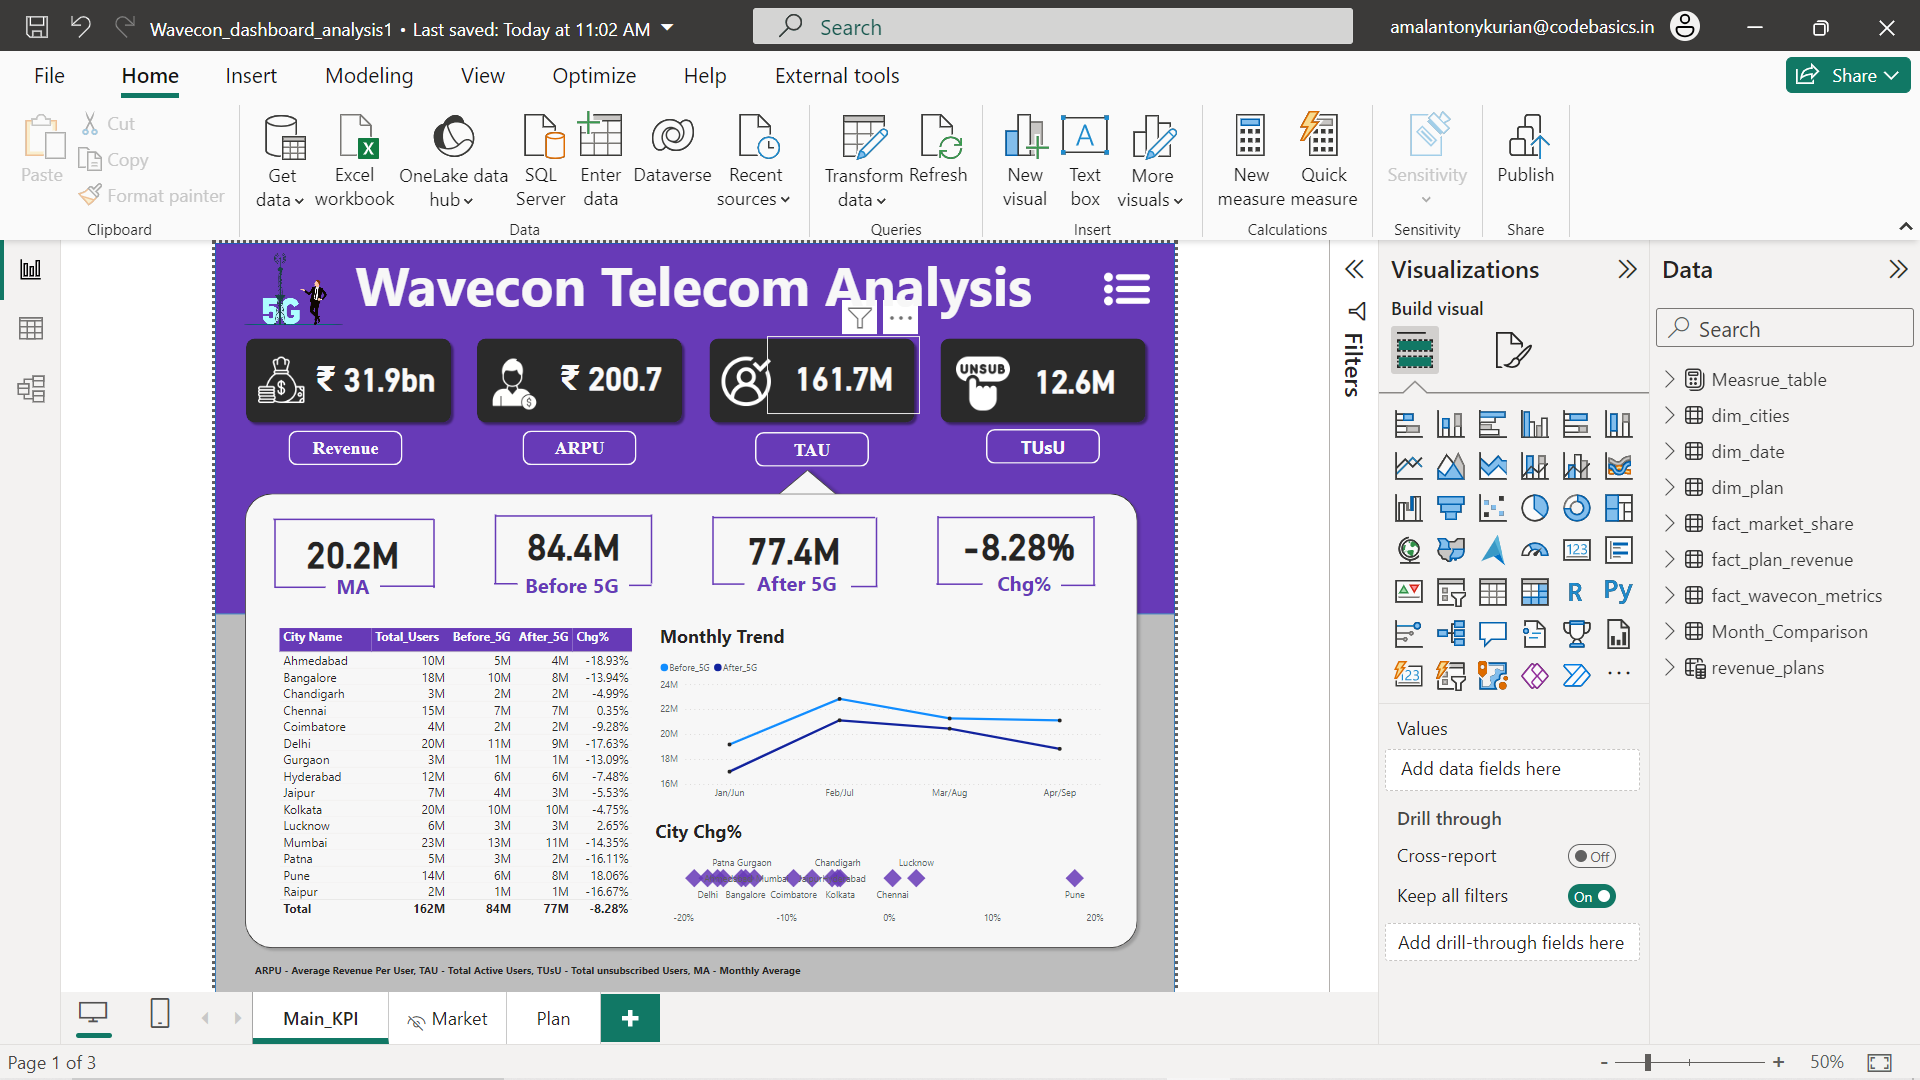 Wavecon_dashboard_analysis1 • Last saved: Today at 11:02 AM
Search
amalantonykurian@codebasics.in
File Home Insert Modeling View Optimize Help External tools
Share
Paste
Cut
Copy
Format painter
Clipboard
Get data
Excel workbook
OneLake data hub
SQL Server
Enter data
Dataverse
Recent sources
Data
Transform data
Refresh
Queries
New visual
Text box
More visuals
Insert
New measure
Quick measure
Calculations
Sensitivity
Sensitivity
Publish
Share
5G
Wavecon Telecom Analysis
₹ 31.9bn
₹ 200.7
161.7M
UNSUB
12.6M
Revenue
ARPU
TAU
TUsU
20.2M
MA
84.4M
Before 5G
77.4M
After 5G
-8.28%
Chg%
City Name Total_Users Before_5G After_5G Chg%
Ahmedabad 10M 5M 4M -18.93%
Bangalore 18M 10M 8M -13.94%
Chandigarh 3M 2M 2M -4.99%
Chennai 15M 7M 7M 0.35%
Coimbatore 4M 2M 2M -9.28%
Delhi 20M 11M 9M -17.63%
Gurgaon 3M 1M 1M -13.09%
Hyderabad 12M 6M 6M -7.48%
Jaipur 7M 4M 3M -5.53%
Kolkata 20M 10M 10M -4.75%
Lucknow 6M 3M 3M 2.65%
Mumbai 23M 13M 11M -14.35%
Patna 5M 3M 2M -16.11%
Pune 14M 6M 8M 18.06%
Raipur 2M 1M 1M -16.67%
Total 162M 84M 77M -8.28%
Monthly Trend
Before_5G After_5G
24M
22M
20M
18M
16M
Jan/Jun Feb/Jul Mar/Aug Apr/Sep
City Chg%
Patna Gurgaon Chandigarh Lucknow
Delhi Bangalore Coimbatore Kolkata Chennai Pune
-20% -10% 0% 10% 20%
ARPU - Average Revenue Per User, TAU - Total Active Users, TUsU - Total unsubscribed Users, MA - Monthly Average
Filters
Visualizations
Build visual
123
R
Py
123
Values
Add data fields here
Drill through
Cross-report Off
Keep all filters On
Add drill-through fields here
Data
Search
Measrue_table
dim_cities
dim_date
dim_plan
fact_market_share
fact_plan_revenue
fact_wavecon_metrics
Month_Comparison
revenue_plans
Main_KPI Market Plan
Page 1 of 3
- + 50%